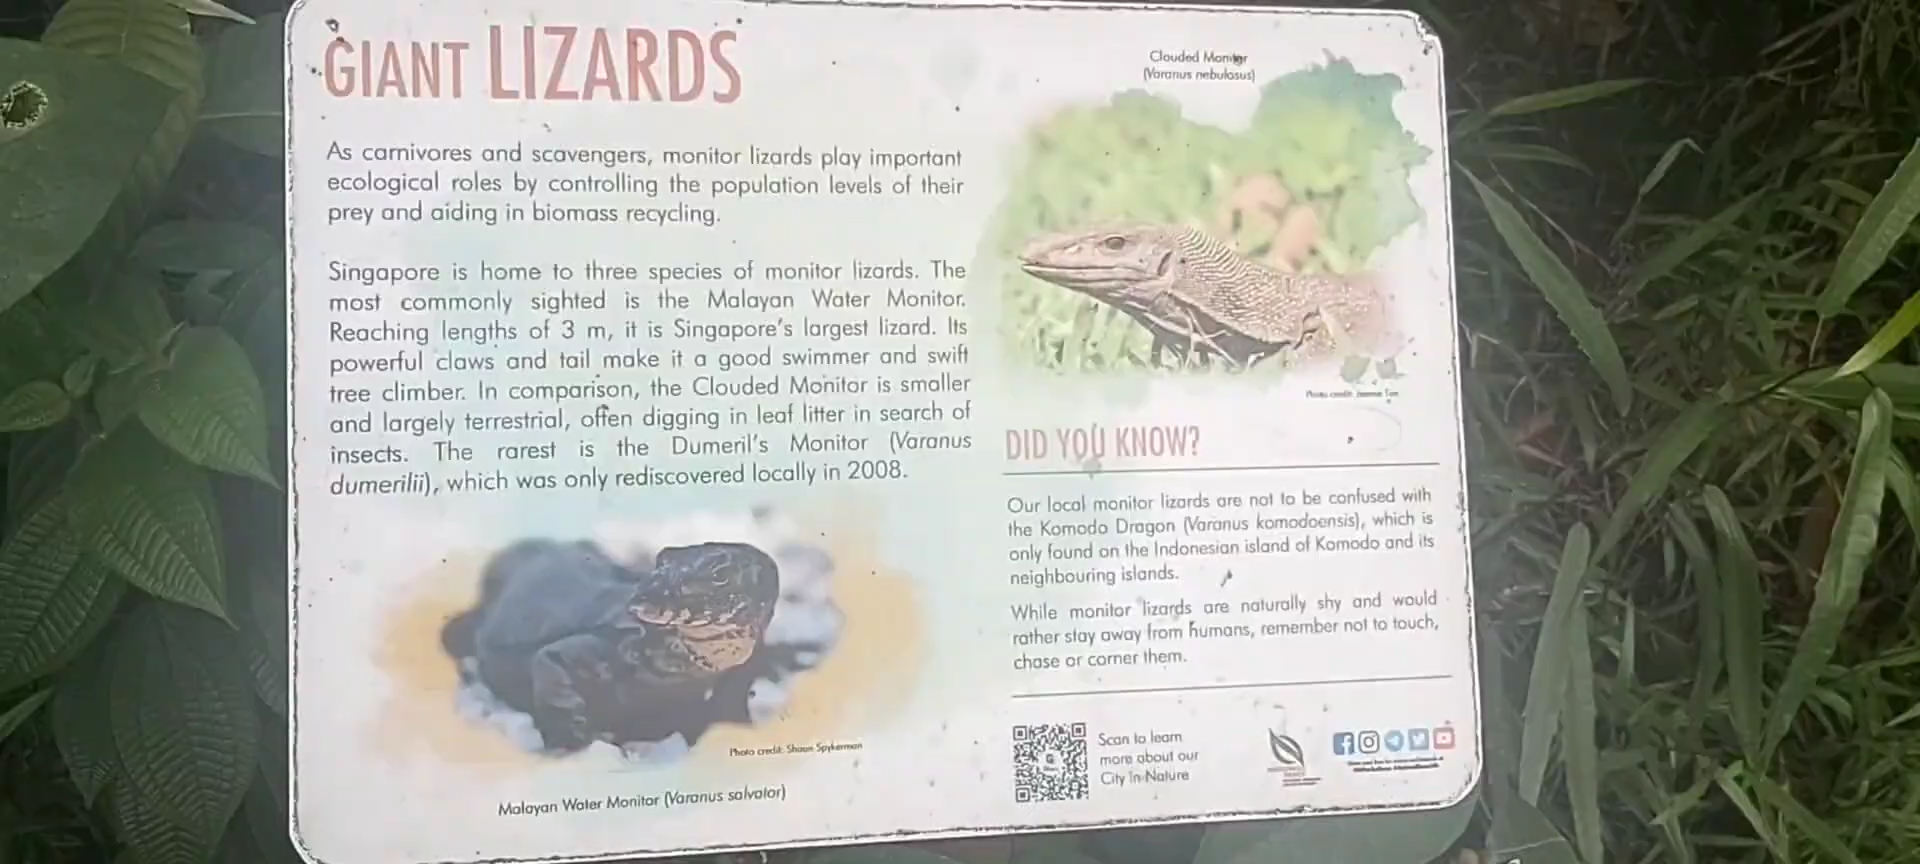 GIANT LIZARDS
As carnivores and scavengers, monitor lizards play important
ecological roles by controlling the population levels of their
prey and aiding in biomass recycling.
Singapore is home to three species of monitor lizards. The
most commonly sighted is the Malayan Water Monitor.
Reaching lengths of 3 m, it is Singapore's largest lizard. Its
powerful claws and tail make it a good swimmer and swift
tree climber. In comparison, the Clouded Monitor is smaller
and largely terrestrial, often digging in leaf litter in search of
insects. The rarest is the Dumeril's Monitor (Varanus
dumerilii), which was only rediscovered locally in 2008.
Photo credit: Shaun Spykerman
Malayan Water Monitor (Varanus salvator)
Clouded Monitor
(Varanus nebulosus)
Photo credit:
DID YOU KNOW?
Our local monitor lizards are not to be confused with
the Komodo Dragon (Varanus komodoensis), which is
only found on the Indonesian island of Komodo and its
neighbouring islands.
While monitor lizards are naturally shy and would
rather stay away from humans, remember not to touch,
chase or corner them.
Scan to learn
more about our
City In Nature